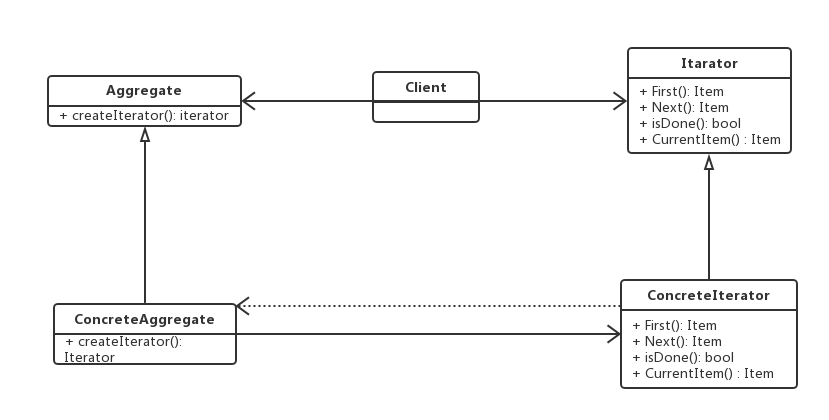 Aggregate
+ createIterator(): iterator
Client
Itarator
+ First(): Item
+ Next(): Item
+ isDone(): bool
+ CurrentItem() : Item
ConcreteAggregate
+ createIterator():
Iterator
ConcreteIterator
+ First(): Item
+ Next(): Item
+ isDone(): bool
+ CurrentItem() : Item